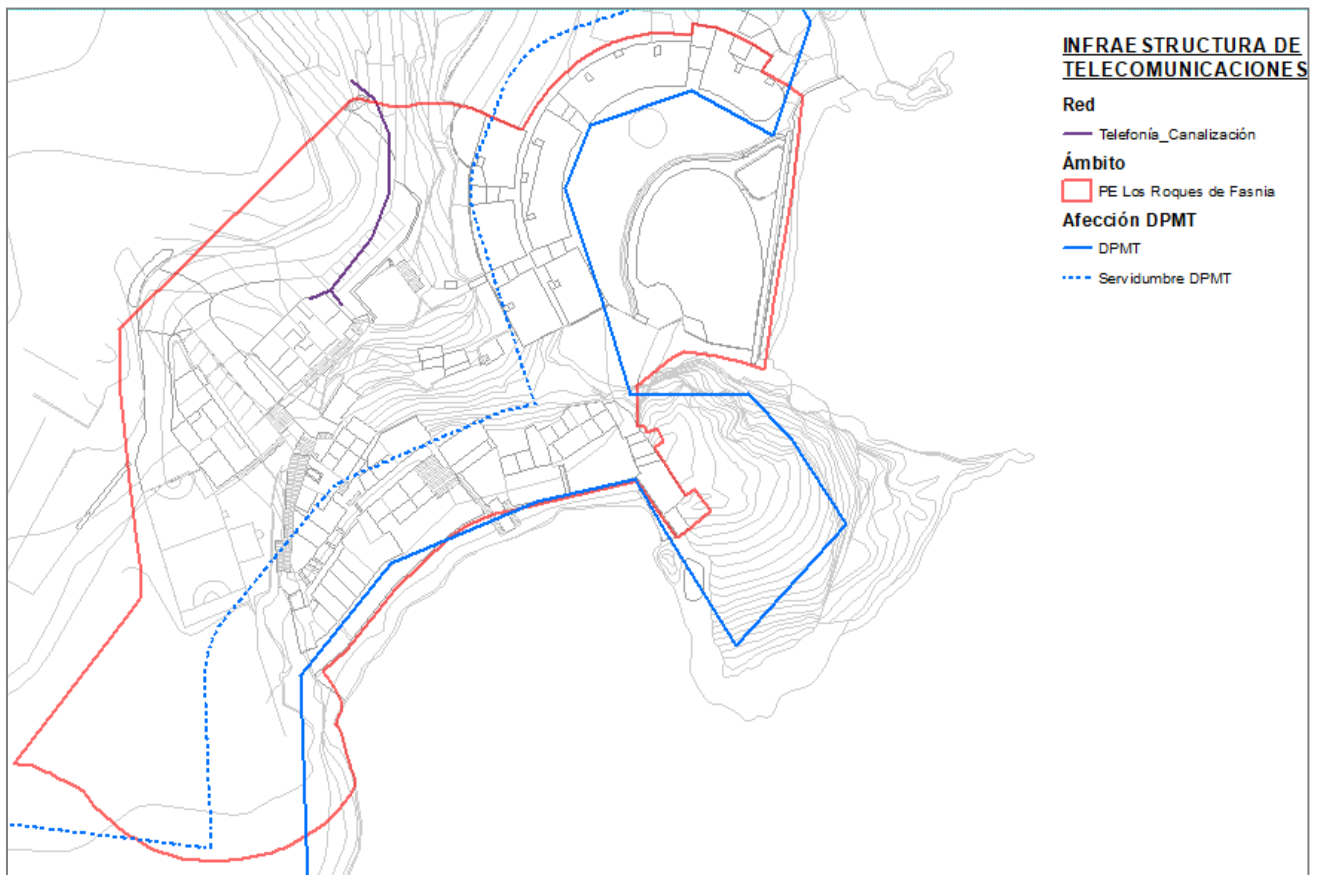 INFRAESTRUCTURA DE
TELECOMUNICACIONES
Red
Telefonía_Canalización
Ámbito
PE Los Roques de Fasnia
Afección DPMT
DPMT
Servidumbre DPMT